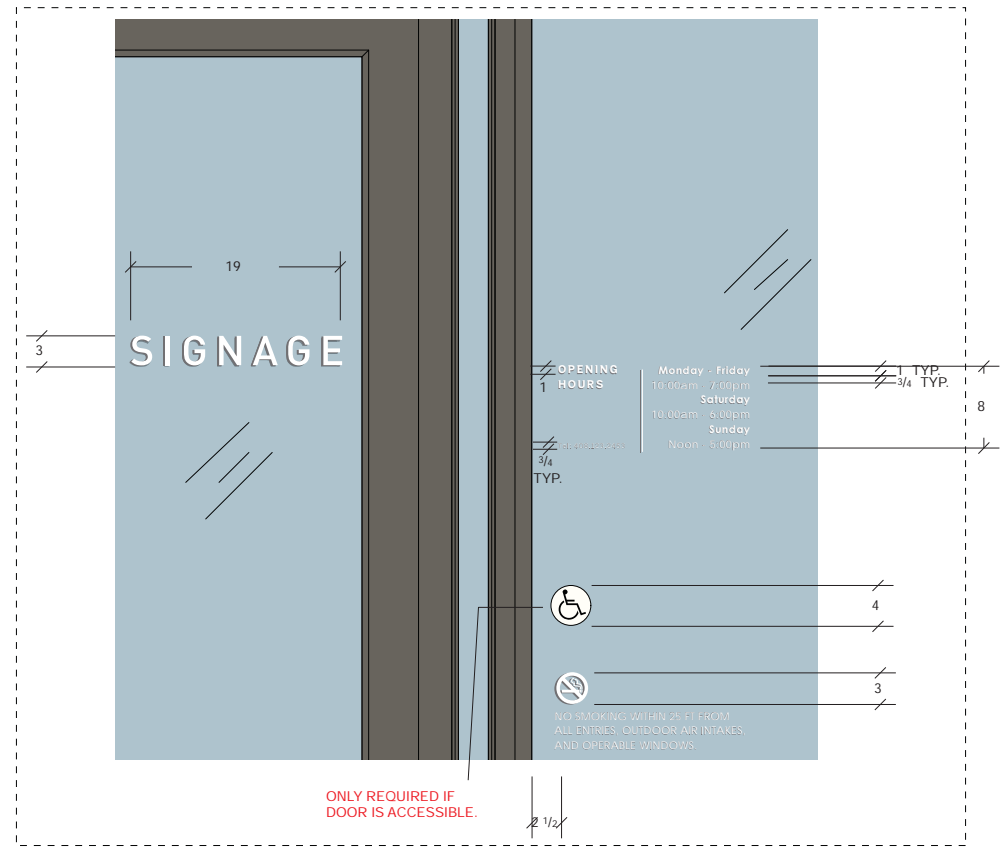 19
SIGNAGE
3
OPENING
HOURS
1
Monday - Friday
10:00am - 7:00pm
Saturday
10:00am - 6:00pm
Sunday
Noon - 5:00pm
1 TYP.
3/4 TYP.
8
3/4
TYP.
4
3
NO SMOKING WITHIN 25 FT FROM
ALL ENTRIES, OUTDOOR AIR INTAKES,
AND OPERABLE WINDOWS
ONLY REQUIRED IF
DOOR IS ACCESSIBLE.
2 1/2